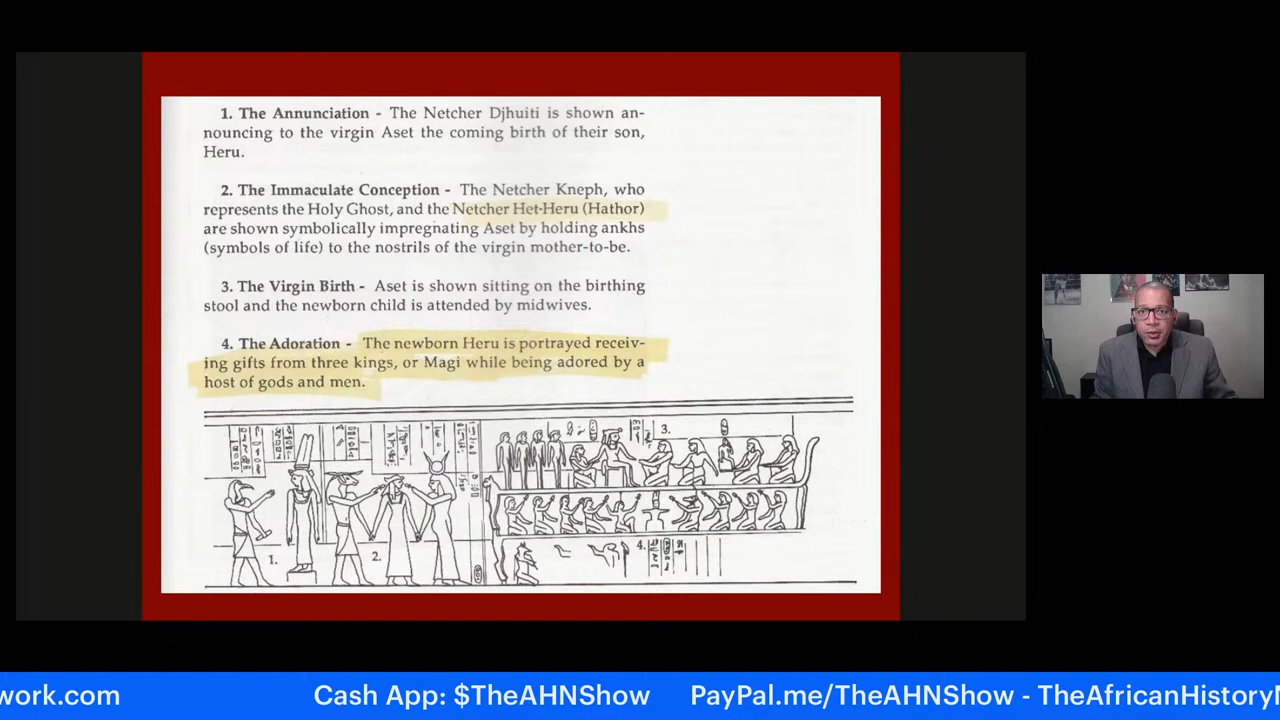 1. The Annunciation - The Netcher Djhuiti is shown an-
nouncing to the virgin Aset the coming birth of their son,
Heru.
2. The Immaculate Conception - The Netcher Kneph, who
represents the Holy Ghost, and the Netcher Het-Heru (Hathor)
are shown symbolically impregnating Aset by holding ankhs
(symbols of life) to the nostrils of the virgin mother-to-be.
3. The Virgin Birth - Aset is shown sitting on the birthing
stool and the newborn child is attended by midwives.
4. The Adoration - The newborn Heru is portrayed receiv-
ing gifts from three kings, or Magi while being adored by a
host of gods and men.
3.
1.
2.
4.
work.com Cash App: $TheAHNShow PayPal.me/TheAHNShow - TheAfricanHistoryN